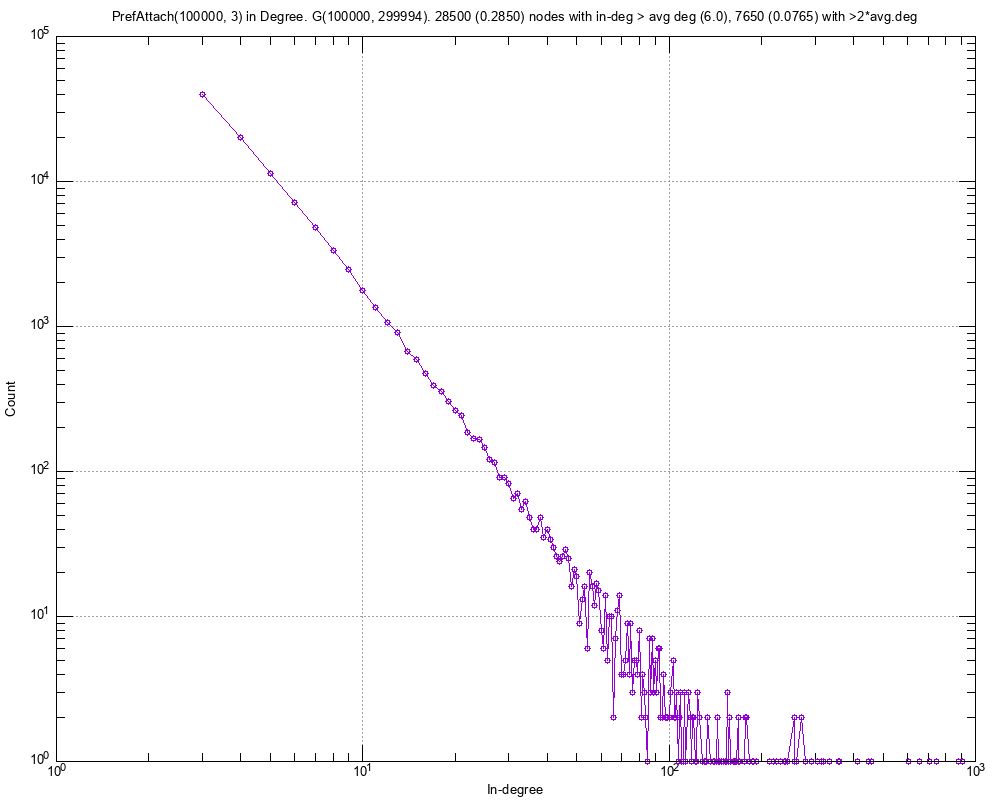 PrefAttach(100000, 3) in Degree. G(100000, 299994). 28500 (0.2850) nodes with in-deg > avg deg (6.0), 7650 (0.0765) with >2*avg.deg
10^5
10^4
10^3
10^2
10^1
10^0
Count
10^0 10^1 10^2 10^3
In-degree